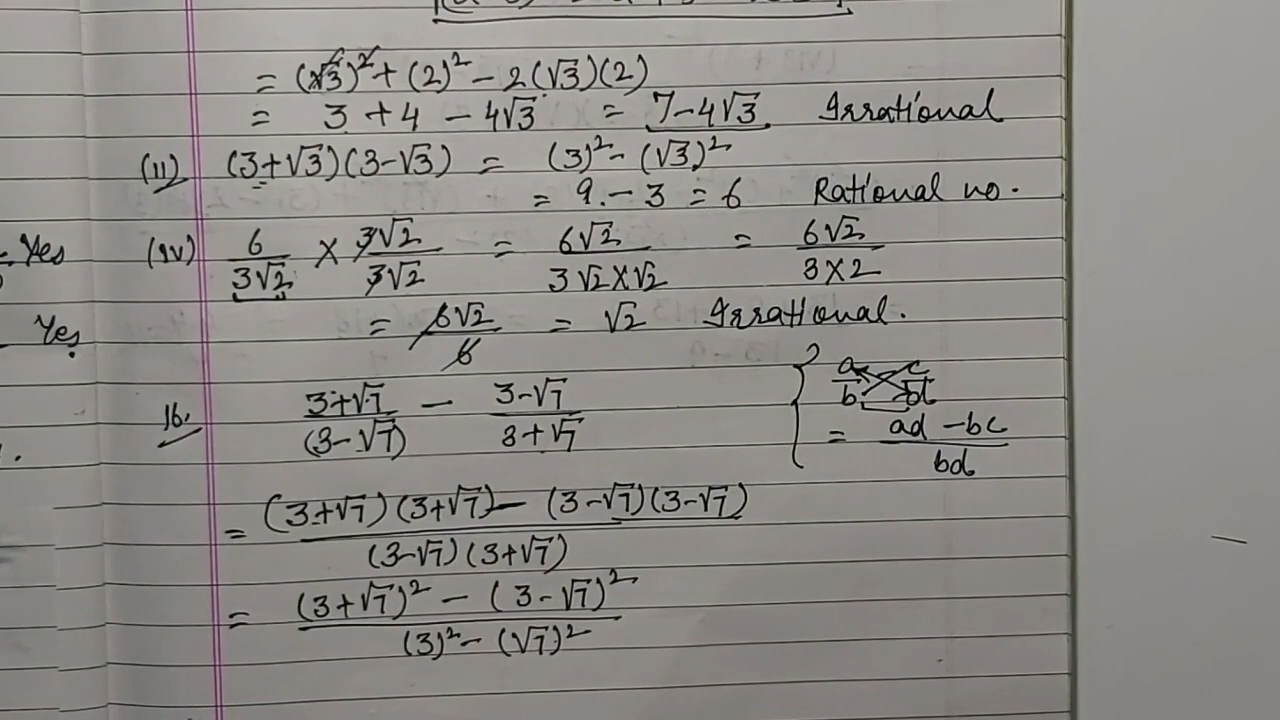 = (√3)² + (2)² - 2(√3)(2)
= 3 + 4 - 4√3 = 7-4√3 Irrational
(11) (3+√3)(3-√3) = (3)² - (√3)²
= 9 - 3 = 6 Rational no.
Yes (iv) 6/3√2 × 3√2/3√2 = 6√2/3√2×√2 = 6√2/3×2
Yes = 6√2/6 = √2 Irrational.
16. 3+√7/(3-√7) - 3-√7/3+√7 { a/b c/d
= ad - bc/bd
= (3+√7)(3+√7) - (3-√7)(3-√7)/(3-√7)(3+√7)
= (3+√7)² - (3-√7)²/(3)² - (√7)²